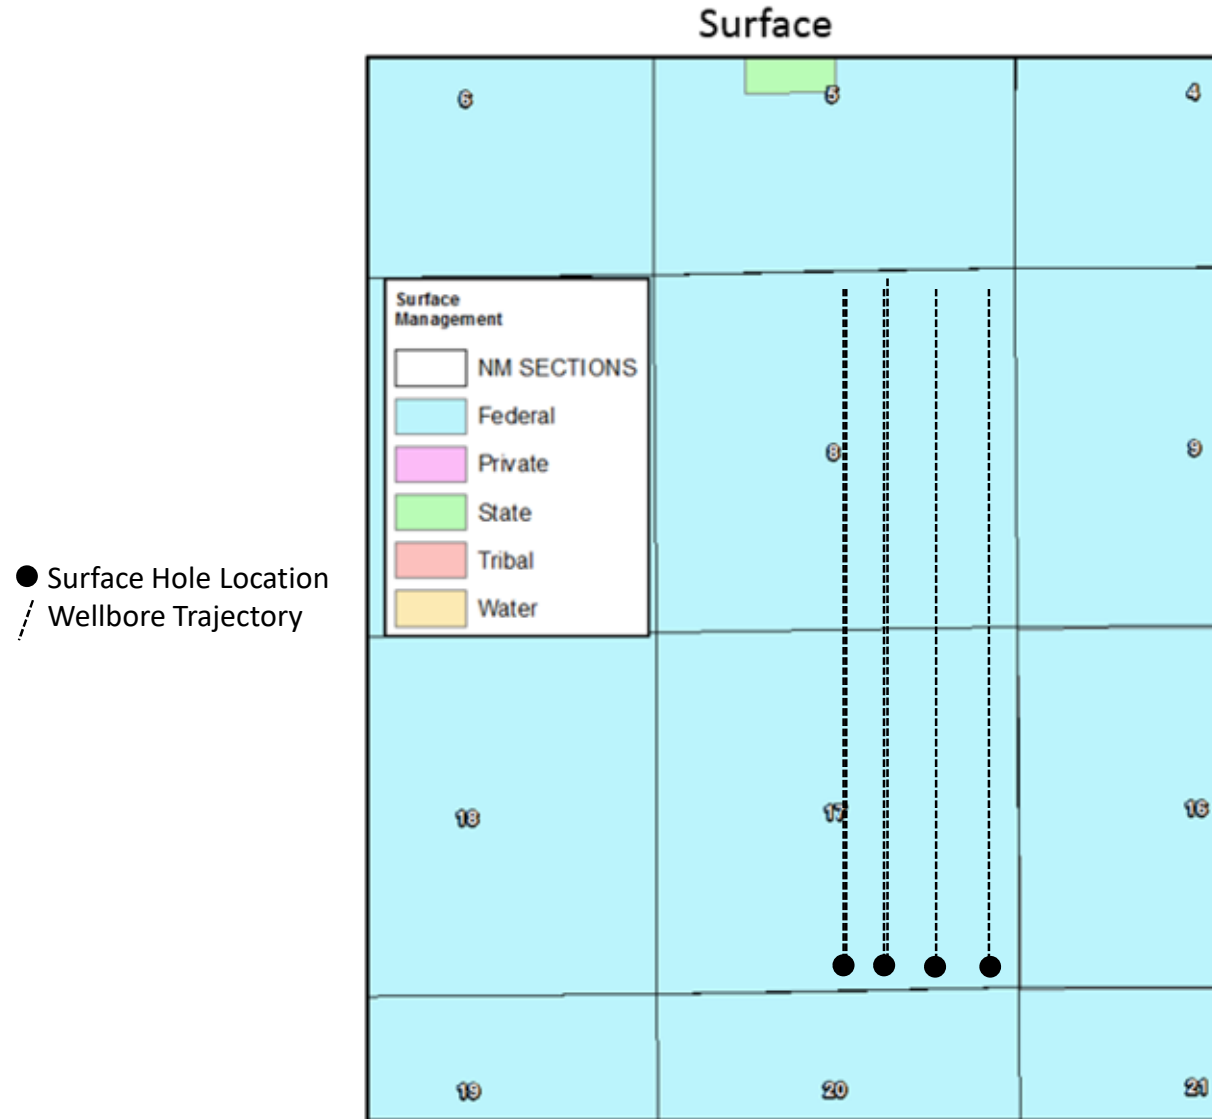 Surface
6
5
4
Surface
Management
NM SECTIONS
Federal
Private
State
Tribal
Water
8
9
Surface Hole Location
Wellbore Trajectory
18
17
16
19
20
21